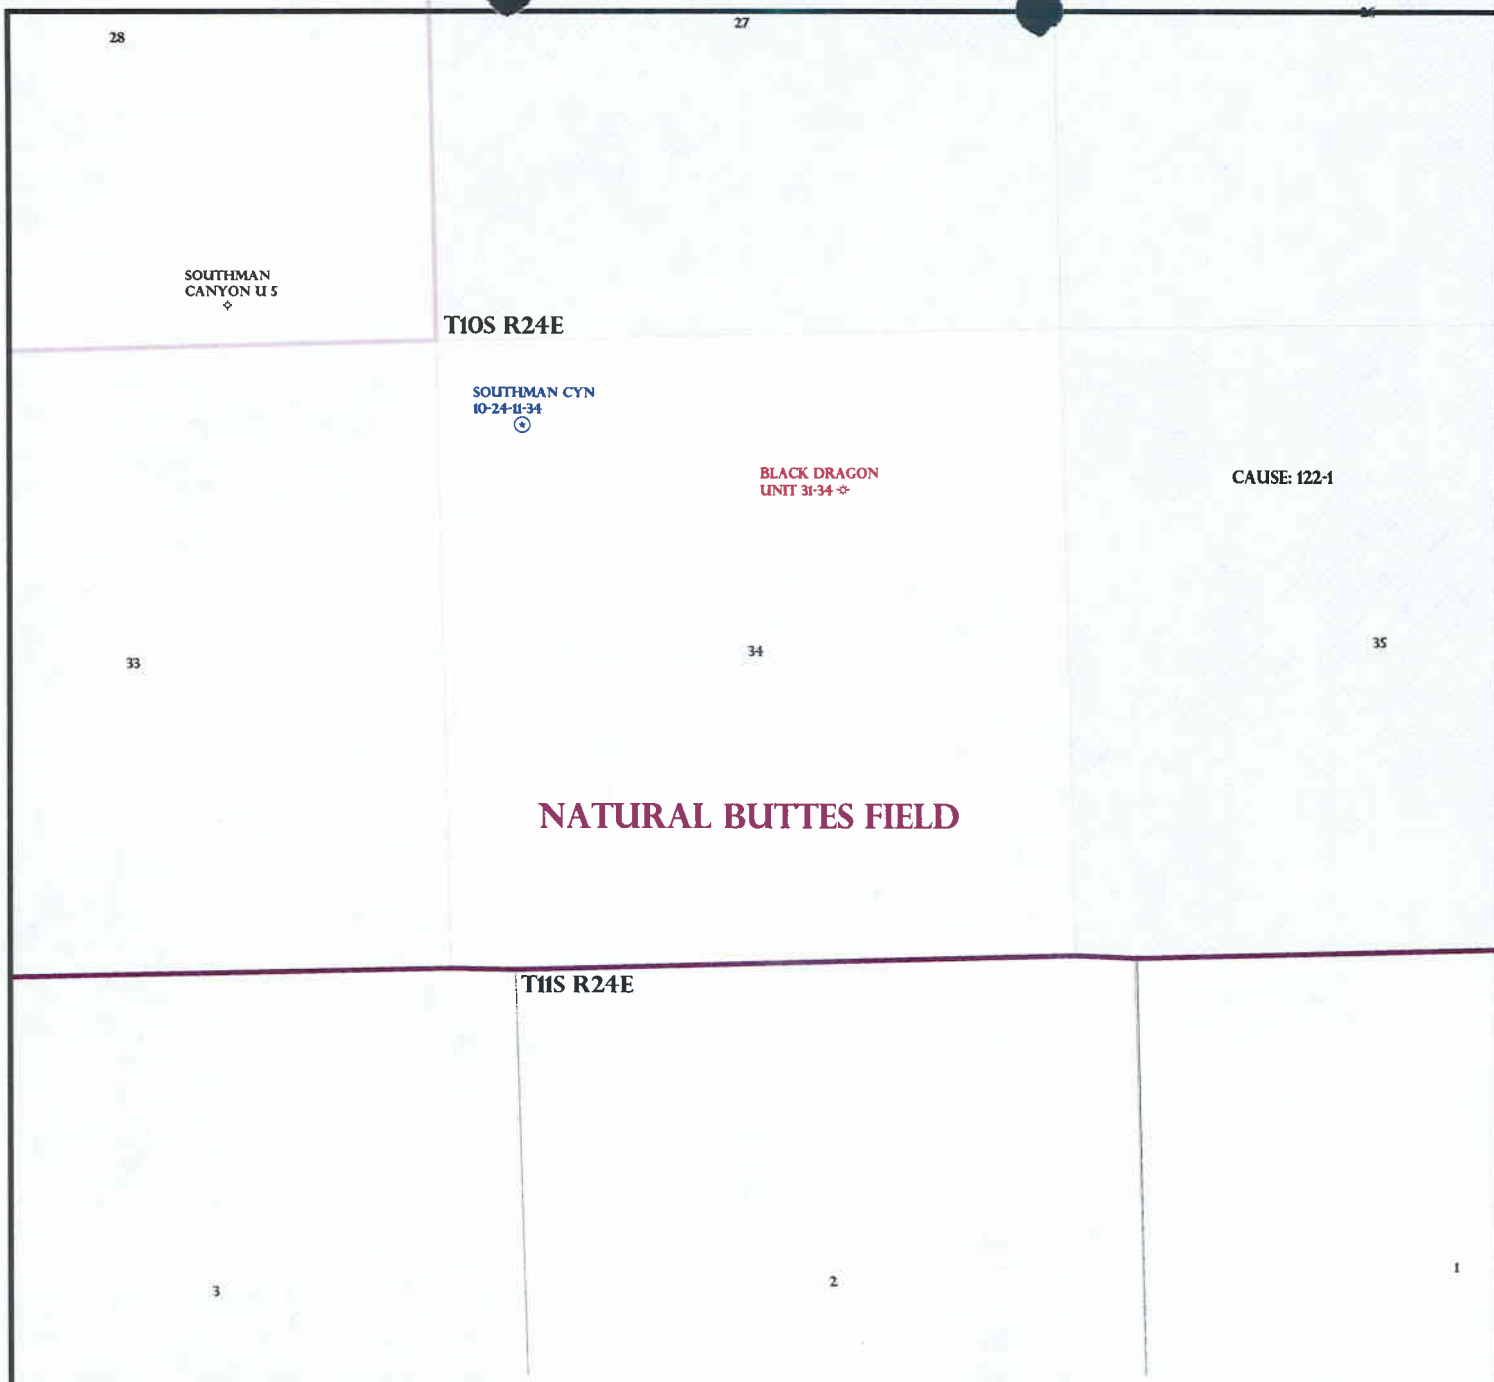 28
27
26
SOUTHMAN
CANYON U 5
T10S R24E
SOUTHMAN CYN
10-24-11-34
BLACK DRAGON
UNIT 31-34
CAUSE: 122-1
33
34
35
NATURAL BUTTES FIELD
T11S R24E
3
2
1